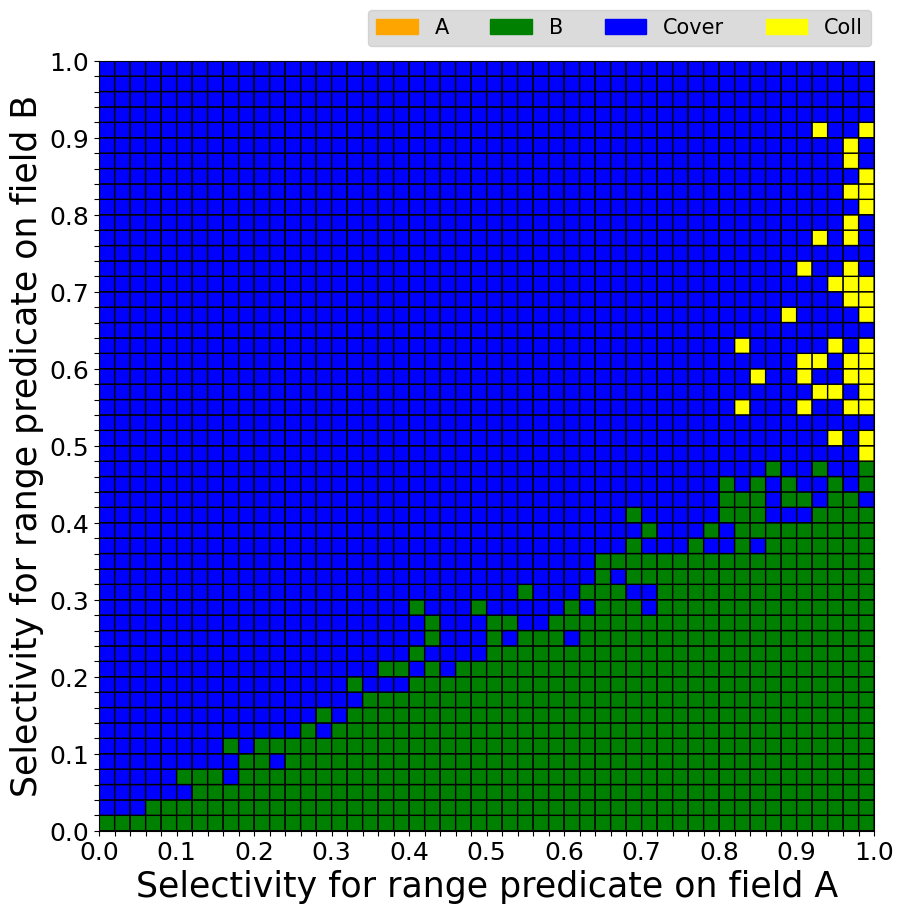 A B Cover Coll
Selectivity for range predicate on field B
1.0
0.9
0.8
0.7
0.6
0.5
0.4
0.3
0.2
0.1
0.0
0.0 0.1 0.2 0.3 0.4 0.5 0.6 0.7 0.8 0.9 1.0
Selectivity for range predicate on field A